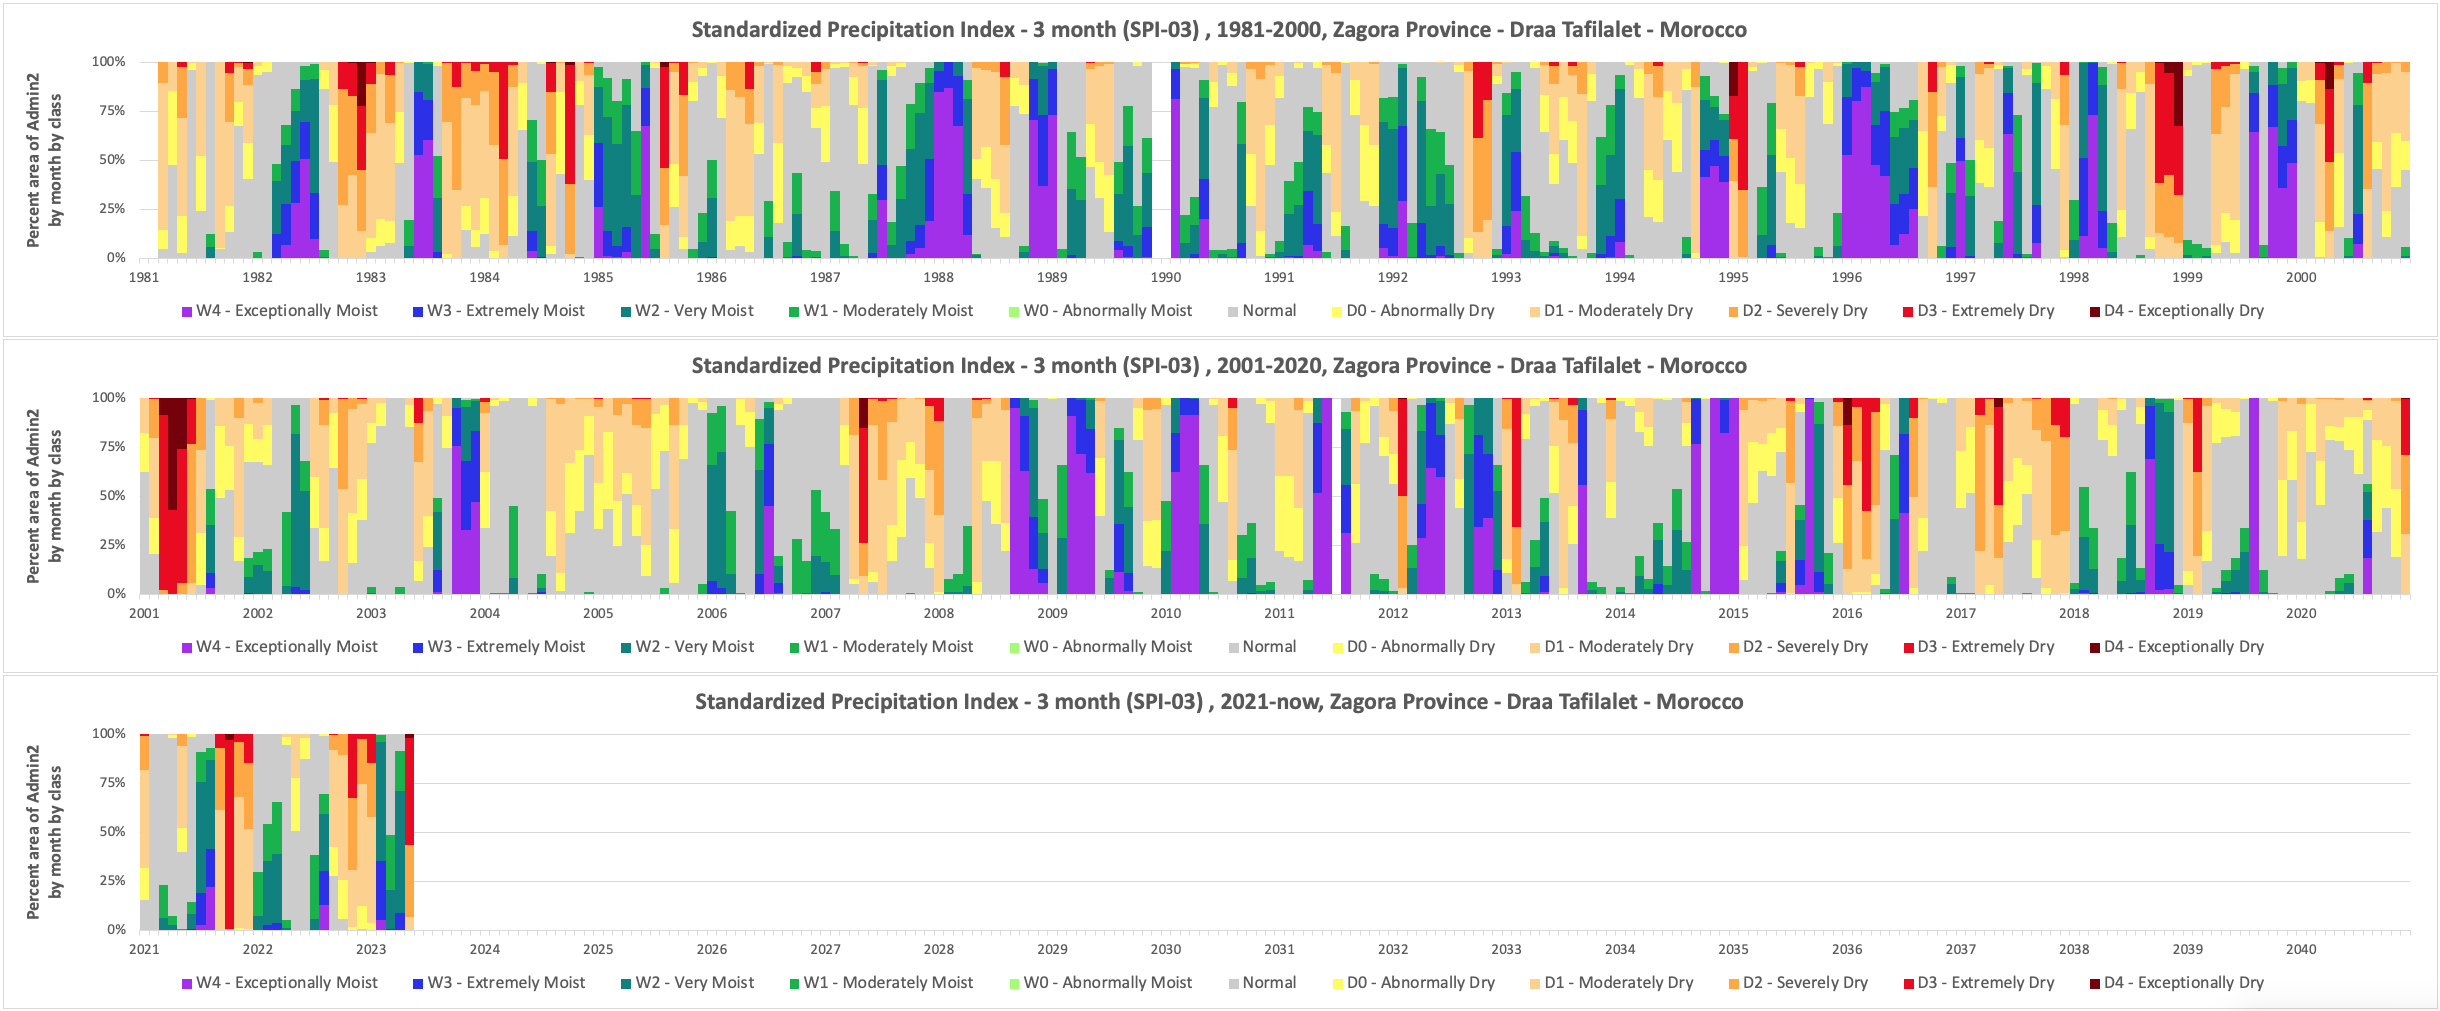 Standardized Precipitation Index - 3 month (SPI-03) , 1981-2000, Zagora Province - Draa Tafilalet - Morocco
Percent area of Admin2
by month by class
100%
75%
50%
25%
0%
1981 1982 1983 1984 1985 1986 1987 1988 1989 1990 1991 1992 1993 1994 1995 1996 1997 1998 1999 2000
W4 - Exceptionally Moist W3 - Extremely Moist W2 - Very Moist W1 - Moderately Moist W0 - Abnormally Moist Normal D0 - Abnormally Dry D1 - Moderately Dry D2 - Severely Dry D3 - Extremely Dry D4 - Exceptionally Dry
Standardized Precipitation Index - 3 month (SPI-03) , 2001-2020, Zagora Province - Draa Tafilalet - Morocco
Percent area of Admin2
by month by class
100%
75%
50%
25%
0%
2001 2002 2003 2004 2005 2006 2007 2008 2009 2010 2011 2012 2013 2014 2015 2016 2017 2018 2019 2020
W4 - Exceptionally Moist W3 - Extremely Moist W2 - Very Moist W1 - Moderately Moist W0 - Abnormally Moist Normal D0 - Abnormally Dry D1 - Moderately Dry D2 - Severely Dry D3 - Extremely Dry D4 - Exceptionally Dry
Standardized Precipitation Index - 3 month (SPI-03) , 2021-now, Zagora Province - Draa Tafilalet - Morocco
Percent area of Admin2
by month by class
100%
75%
50%
25%
0%
2021 2022 2023 2024 2025 2026 2027 2028 2029 2030 2031 2032 2033 2034 2035 2036 2037 2038 2039 2040
W4 - Exceptionally Moist W3 - Extremely Moist W2 - Very Moist W1 - Moderately Moist W0 - Abnormally Moist Normal D0 - Abnormally Dry D1 - Moderately Dry D2 - Severely Dry D3 - Extremely Dry D4 - Exceptionally Dry